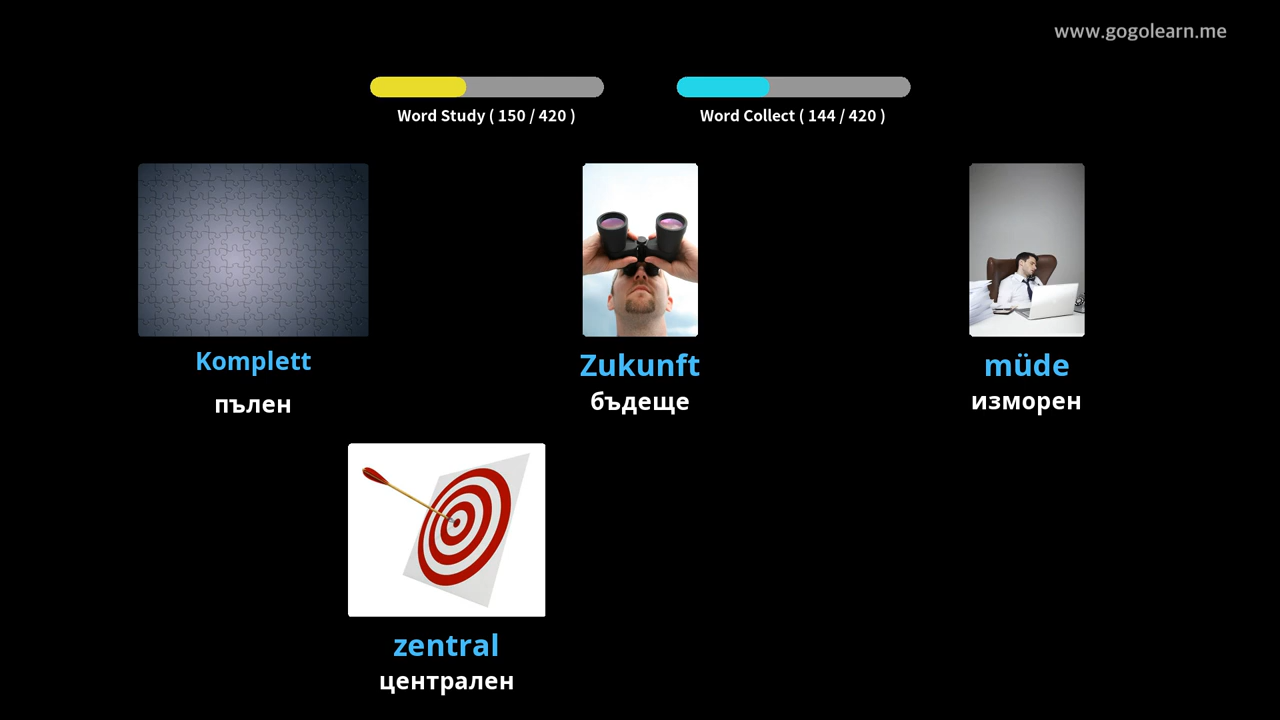 www.gogolearn.me
Word Study ( 150 / 420 )
Word Collect ( 144 / 420 )
Komplett
пълен
Zukunft
бъдеще
müde
изморен
zentral
централен